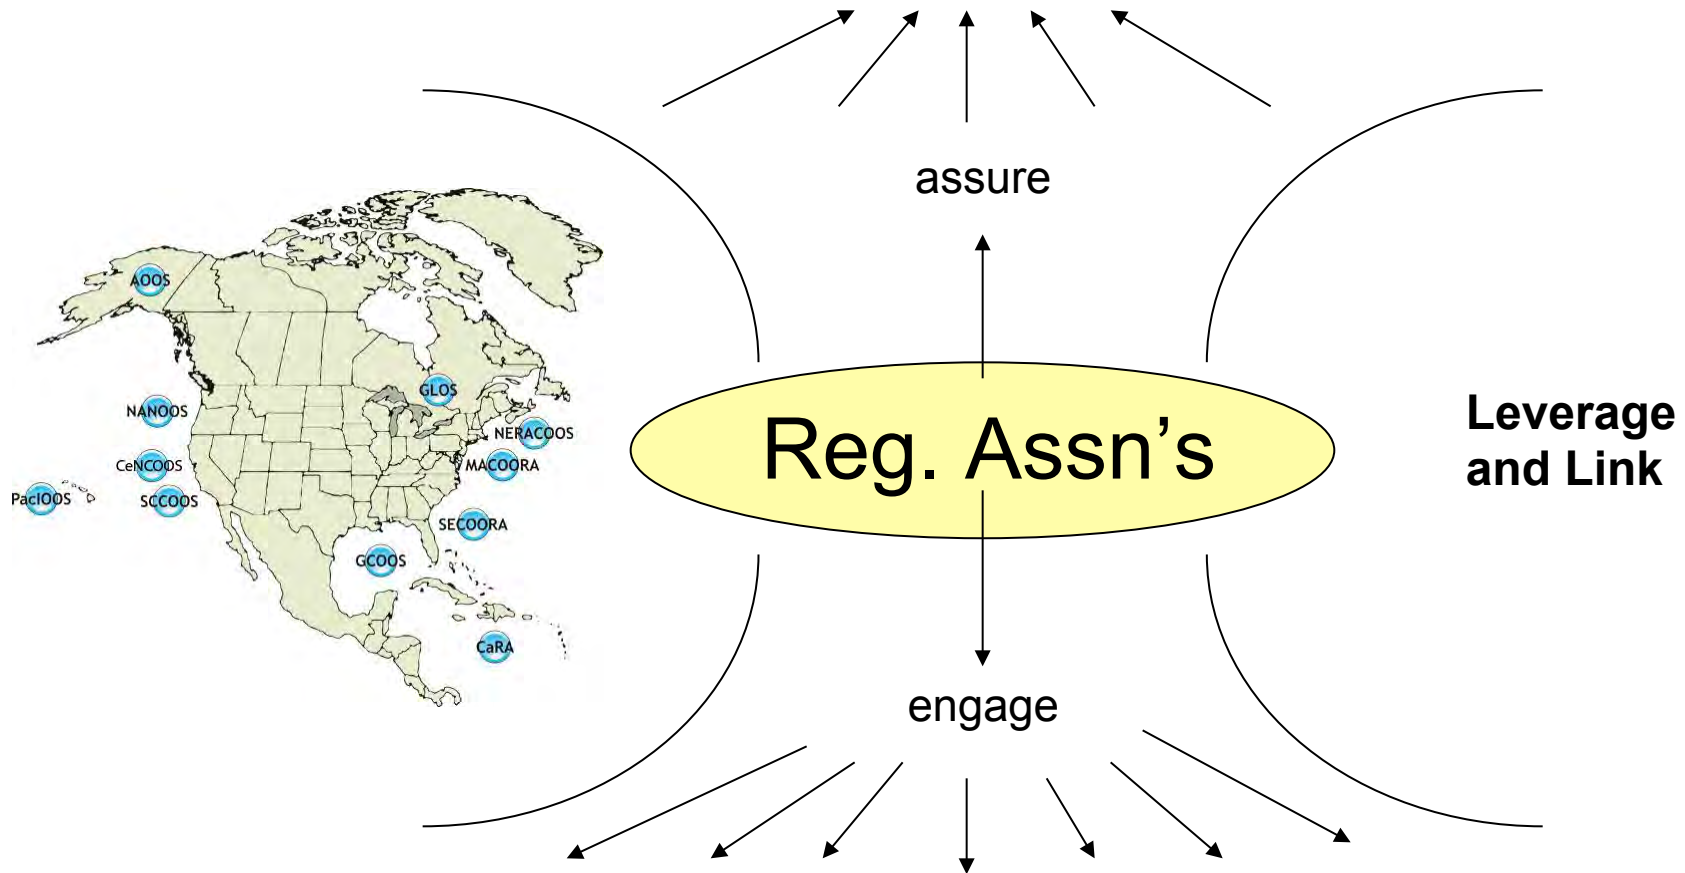 assure
AOOS
GLOS
NANOOS
NERACOOS
CeNCOOS
MACOORA
PacIOOS
SCCOOS
SECOORA
GCOOS
CaRA
Reg. Assn's
Leverage
and Link
engage